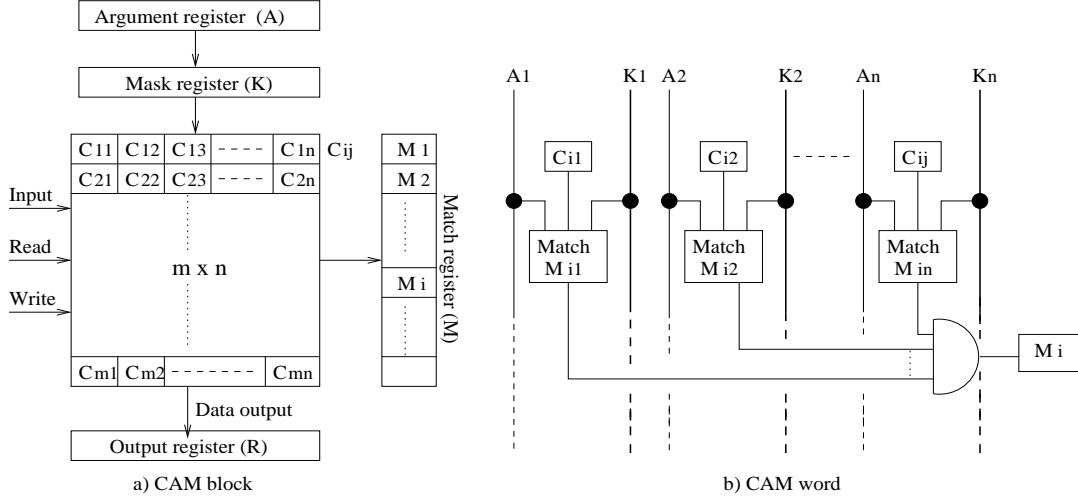 Argument register (A)
Mask register (K)
C11 C12 C13 C1n Cij
C21 C22 C23 C2n
Input
Read
Write
m x n
Cm1 Cm2 Cmn
Data output
Output register (R)
a) CAM block
M 1
M 2
M i
Match register (M)
A1 K1 A2 K2 An Kn
Ci1 Ci2 Cij
Match Match Match
M i1 M i2 M in
M i
b) CAM word